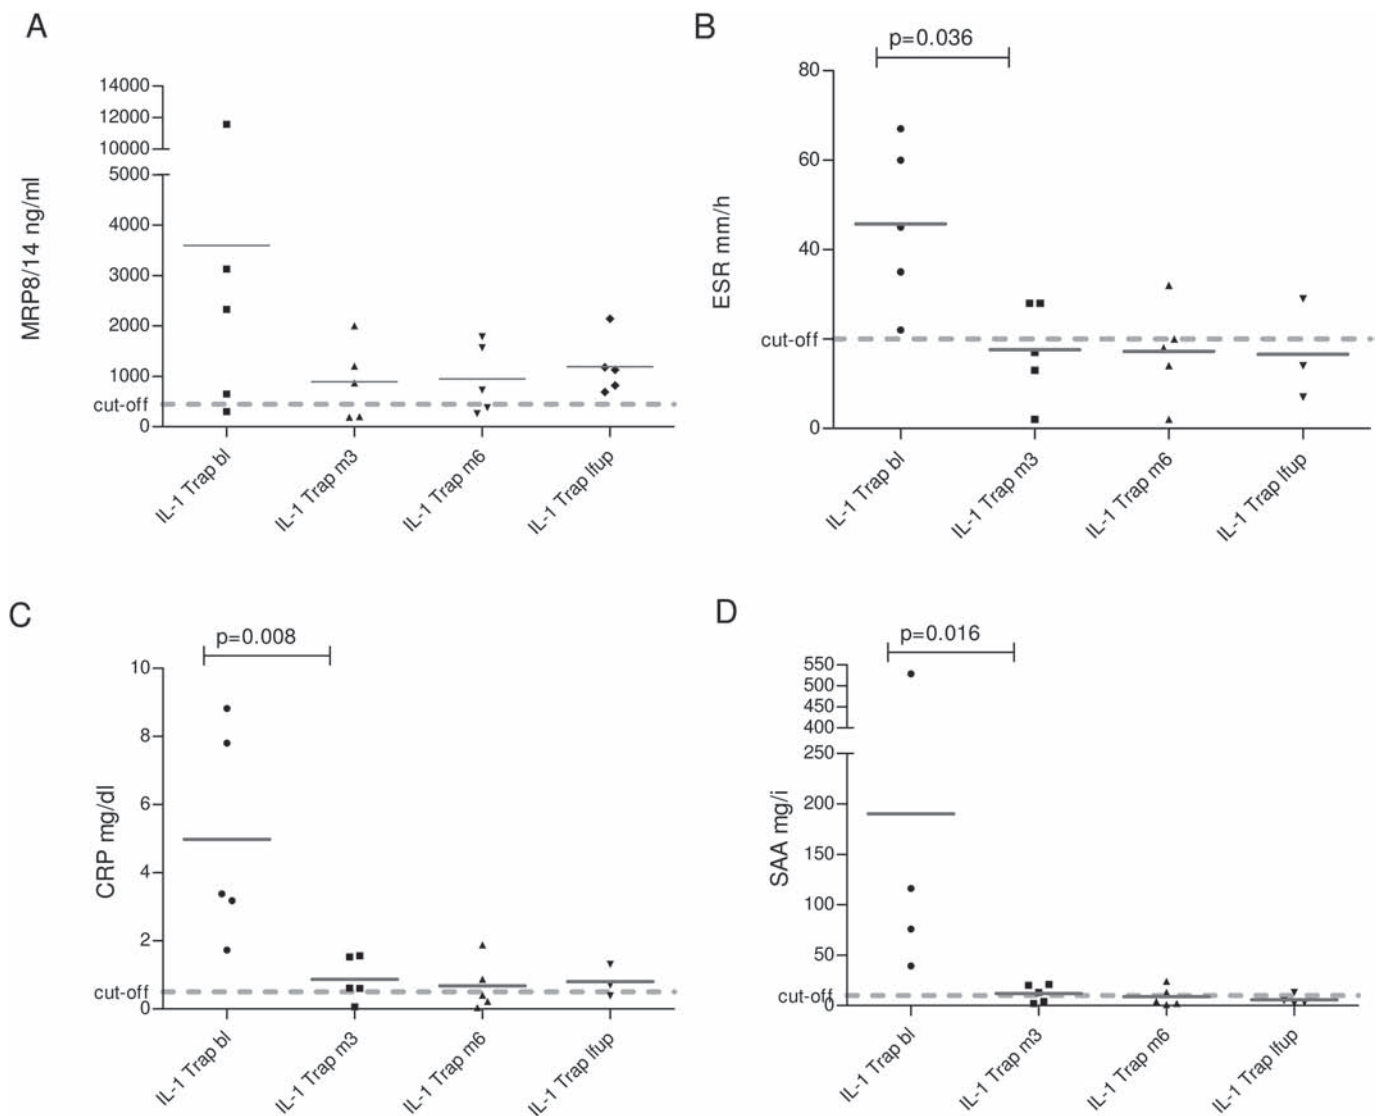 A
MRP8/14 ng/ml
14000
12000
10000
5000
4000
3000
2000
1000
cut-off
0
IL-1 Trap bl
IL-1 Trap m3
IL-1 Trap m6
IL-1 Trap lfup
B
p=0.036
ESR mm/h
80
60
40
cut-off
0
IL-1 Trap bl
IL-1 Trap m3
IL-1 Trap m6
IL-1 Trap lfup
C
p=0.008
CRP mg/dl
10
8
6
4
2
cut-off
0
IL-1 Trap bl
IL-1 Trap m3
IL-1 Trap m6
IL-1 Trap lfup
D
p=0.016
SAA mg/i
550
500
450
400
250
200
150
100
50
cut-off
0
IL-1 Trap bl
IL-1 Trap m3
IL-1 Trap m6
IL-1 Trap lfup